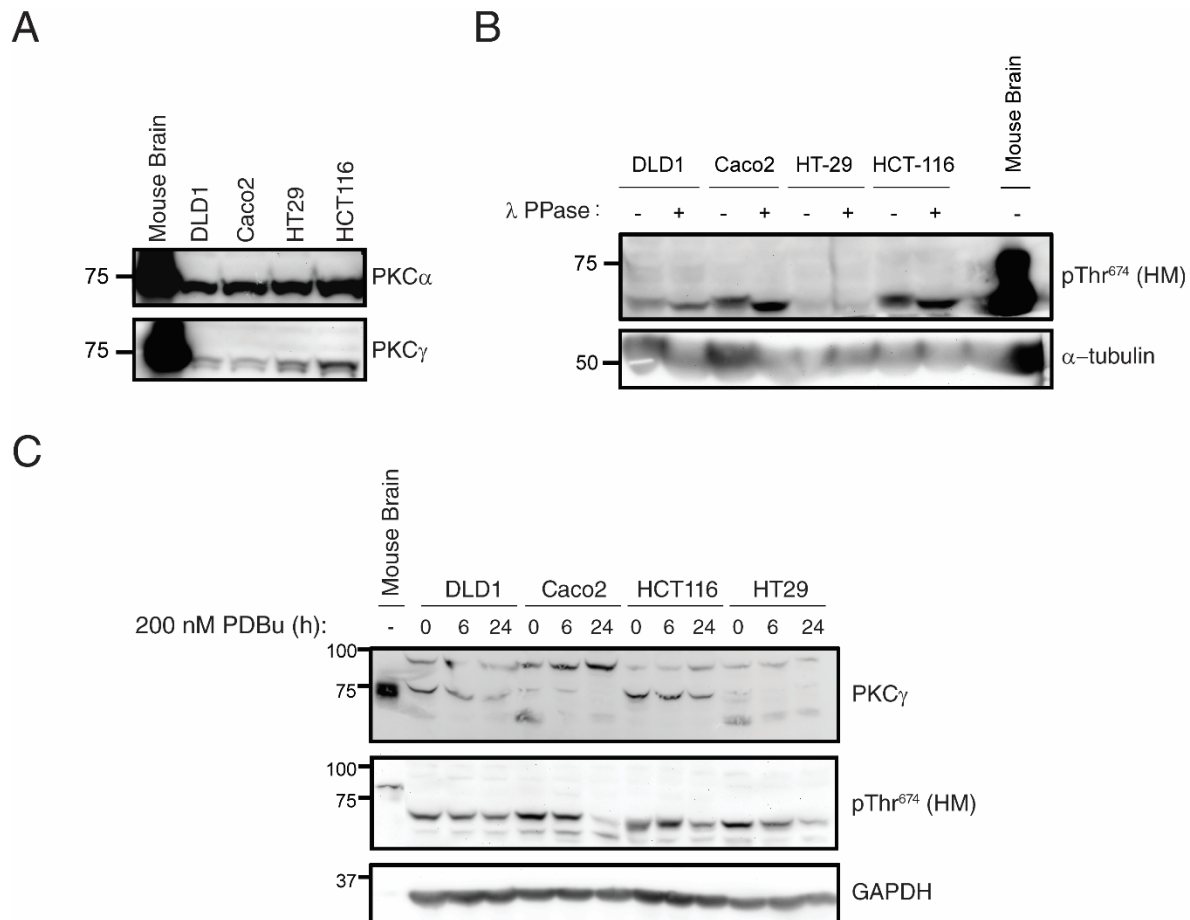 A
Mouse Brain
DLD1
Caco2
HT29
HCT116
75
PKCα
75
PKCγ
B
Mouse Brain
DLD1 Caco2 HT-29 HCT-116
λ PPase : - + - + - + - + -
75
pThr⁶⁷⁴ (HM)
50
α–tubulin
C
Mouse Brain
DLD1 Caco2 HCT116 HT29
200 nM PDBu (h): - 0 6 24 0 6 24 0 6 24 0 6 24
100
75
PKCγ
100
75
pThr⁶⁷⁴ (HM)
37
GAPDH